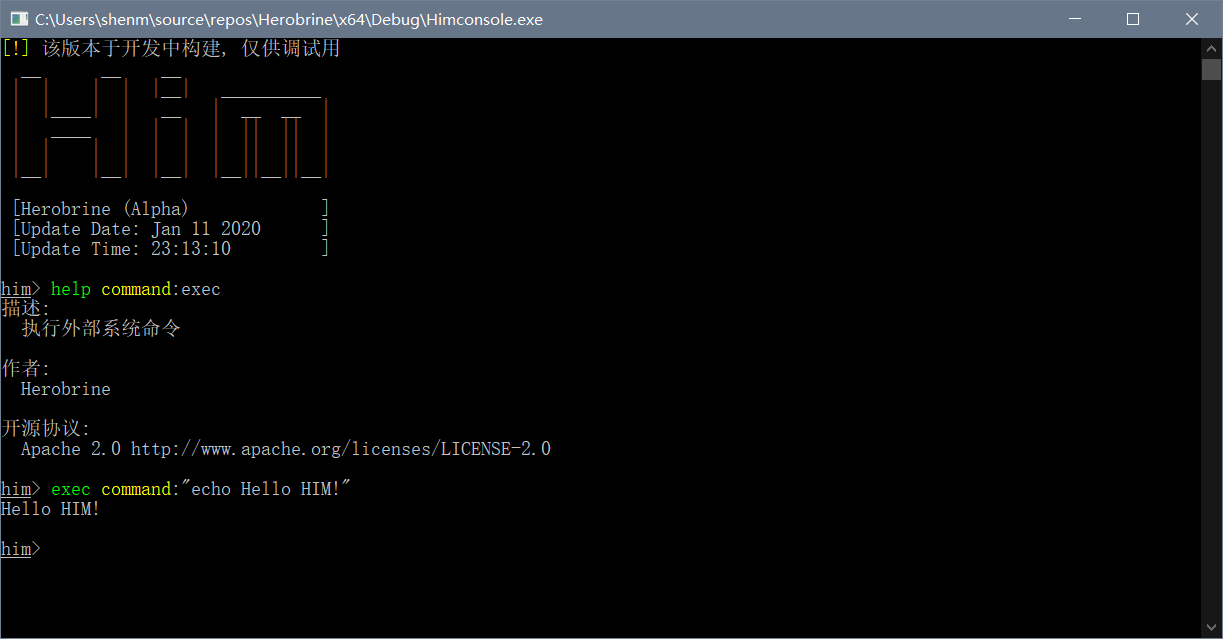 C:\Users\shenm\source\repos\Herobrine\x64\Debug\Himconsole.exe
[!] 该版本于开发中构建, 仅供调试用
Him
[Herobrine (Alpha) ]
[Update Date: Jan 11 2020 ]
[Update Time: 23:13:10 ]
him> help command:exec
描述:
执行外部系统命令
作者:
Herobrine
开源协议:
Apache 2.0 http://www.apache.org/licenses/LICENSE-2.0
him> exec command:"echo Hello HIM!"
Hello HIM!
him>